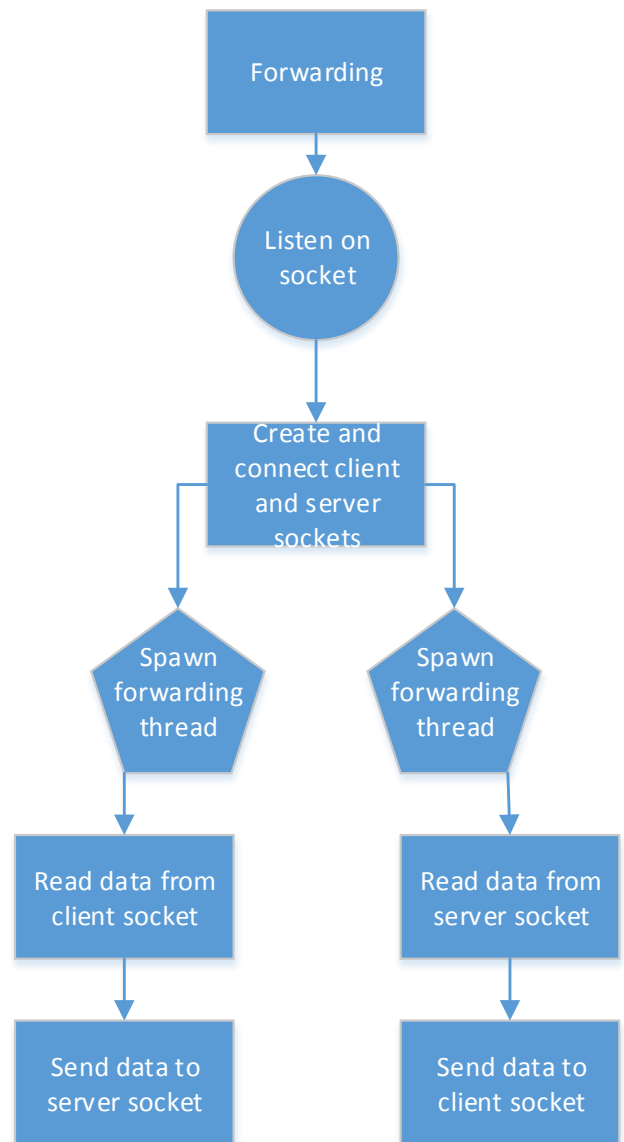 Forwarding
Listen on
socket
Create and
connect client
and server
sockets
Spawn
forwarding
thread
Spawn
forwarding
thread
Read data from
client socket
Read data from
server socket
Send data to
server socket
Send data to
client socket